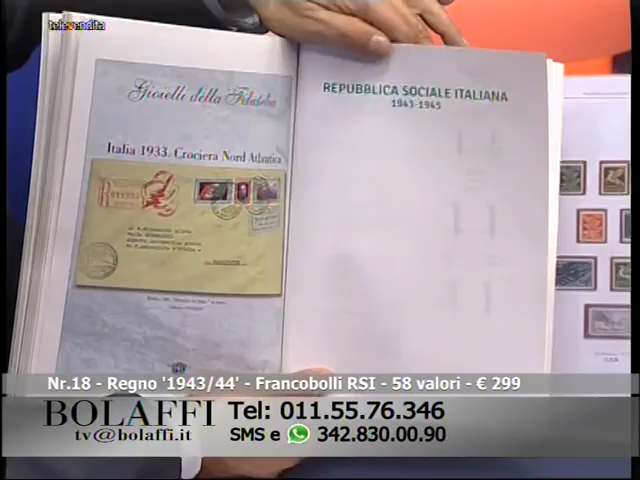 televendita
Gioielli della Filatelia
Italia 1933. Crociera Nord Atlantica
REPUBBLICA SOCIALE ITALIANA
1943-1945
Nr.18 - Regno '1943/44' - Francobolli RSI - 58 valori - € 299
BOLAFFI
tv@bolaffi.it
Tel: 011.55.76.346
SMS e 342.830.00.90